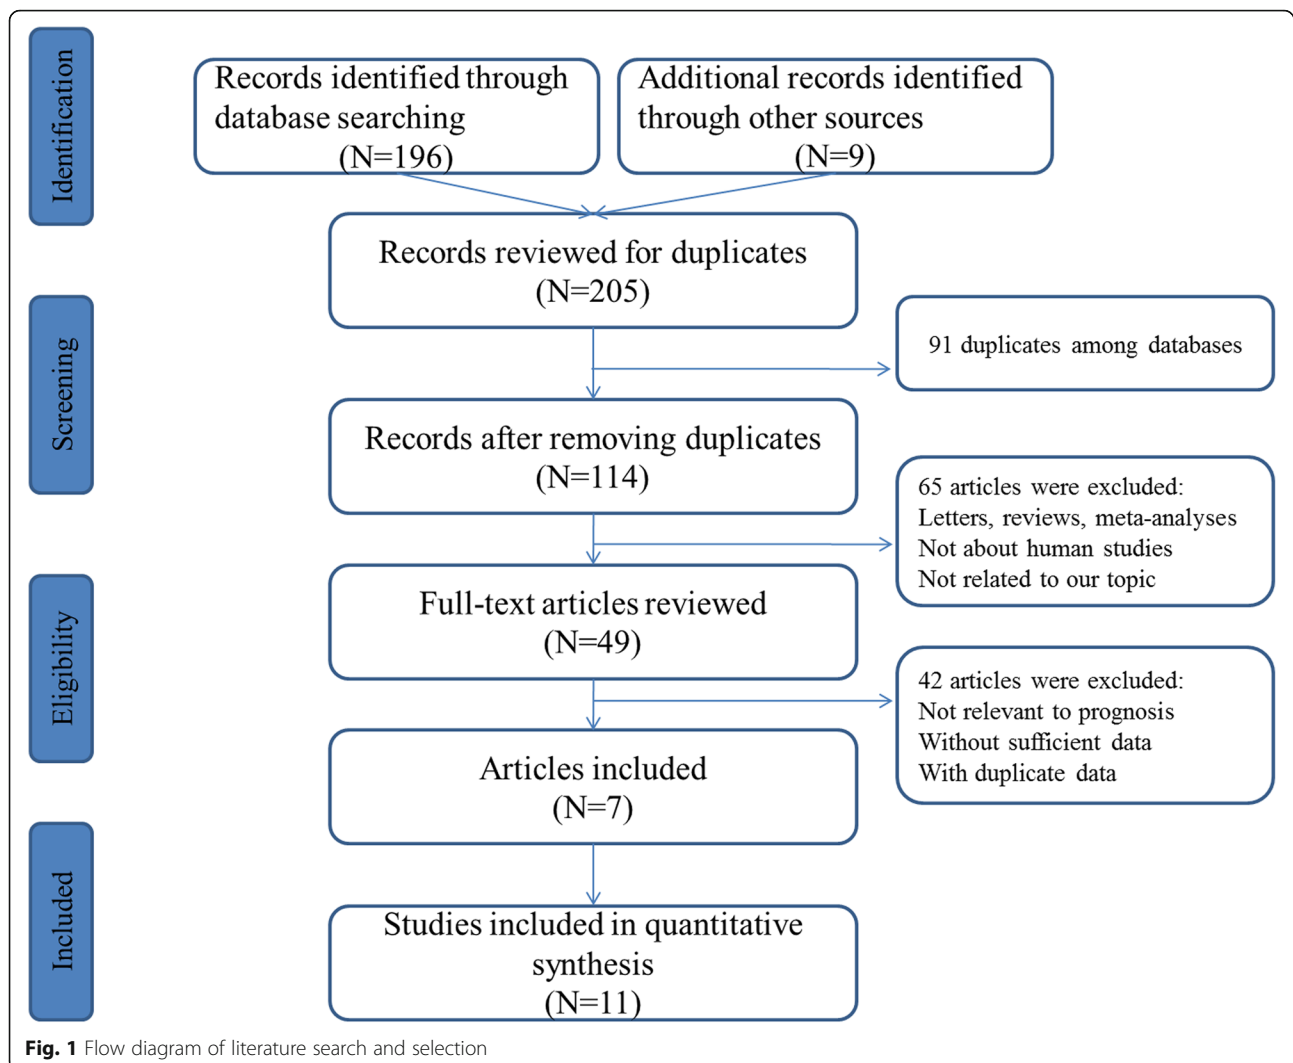 Identification
Records identified through
database searching
(N=196)
Additional records identified
through other sources
(N=9)
Records reviewed for duplicates
(N=205)
Screening
91 duplicates among databases
Records after removing duplicates
(N=114)
65 articles were excluded:
Letters, reviews, meta-analyses
Not about human studies
Not related to our topic
Eligibility
Full-text articles reviewed
(N=49)
42 articles were excluded:
Not relevant to prognosis
Without sufficient data
With duplicate data
Articles included
(N=7)
Included
Studies included in quantitative
synthesis
(N=11)
Fig. 1 Flow diagram of literature search and selection